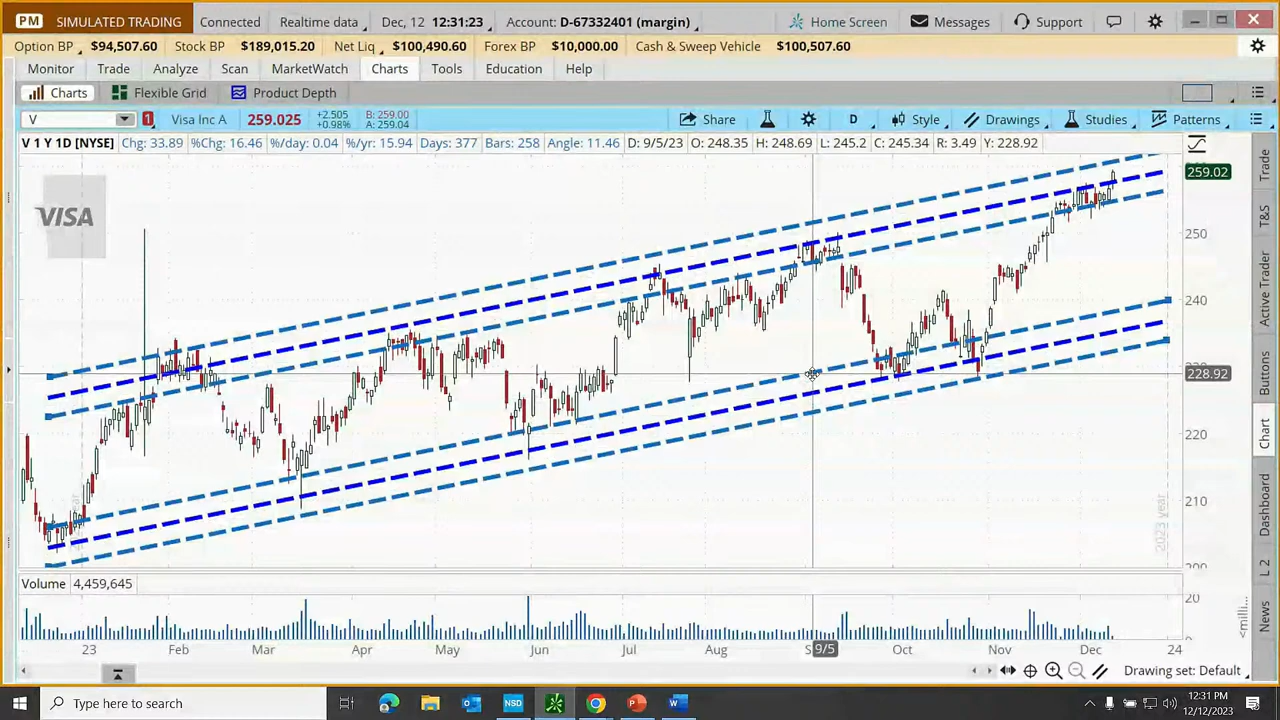 PM SIMULATED TRADING Connected Realtime data Dec, 12 12:31:23 Account: D-67332401 (margin) Home Screen Messages Support
Option BP $94,507.60 Stock BP $189,015.20 Net Liq $100,490.60 Forex BP $10,000.00 Cash & Sweep Vehicle $100,507.60
Monitor Trade Analyze Scan MarketWatch Charts Tools Education Help
Charts Flexible Grid Product Depth
V 1 Visa Inc A 259.025 +2.505 B: 259.00
+0.98% A: 259.04
Share D Style Drawings Studies Patterns
V 1 Y 1D [NYSE] Chg: 33.89 %Chg: 16.46 %/day: 0.04 %/yr: 15.94 Days: 377 Bars: 258 Angle: 11.46 D: 9/5/23 O: 248.35 H: 248.69 L: 245.2 C: 245.34 R: 3.49 Y: 228.92
VISA
259.02
250
240
228.92
220
210
2023 year
Volume 4,459,645
20
<milli...
23 Feb Mar Apr May Jun Jul Aug 9/5 Oct Nov Dec 24
Drawing set: Default
Trade
T&S
Active Trader
Buttons
Chart
Dashboard
L 2
News
Type here to search
NSD
12:31 PM
12/12/2023